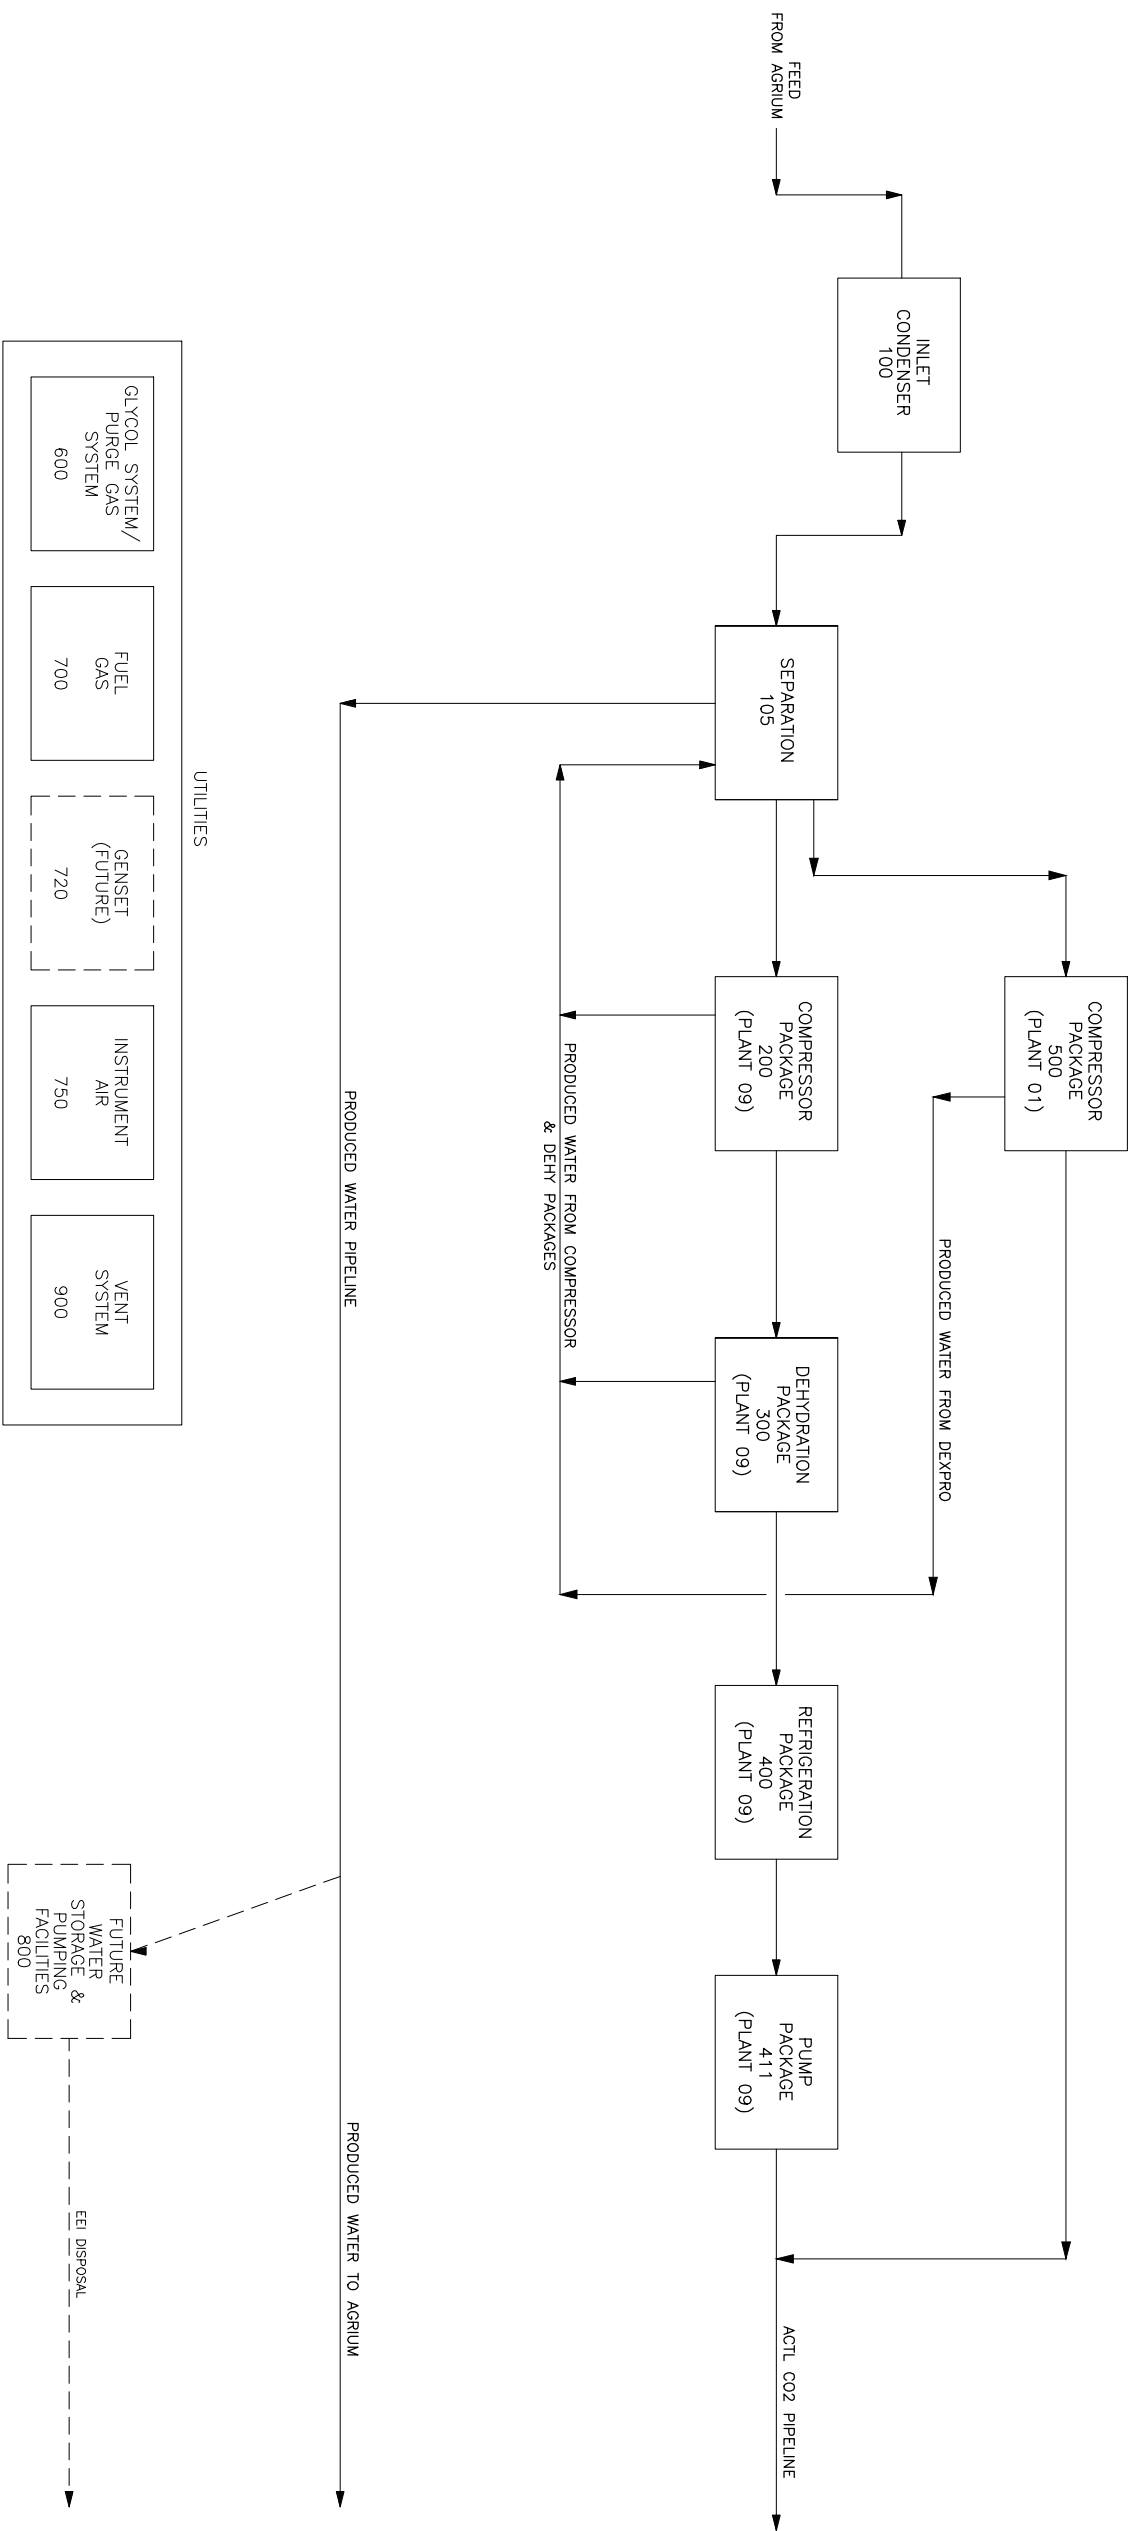 FEED
FROM AGRIUM
INLET
CONDENSER
100
SEPARATION
105
COMPRESSOR
PACKAGE
500
(PLANT 01)
COMPRESSOR
PACKAGE
200
(PLANT 09)
DEHYDRATION
PACKAGE
300
(PLANT 09)
PRODUCED WATER FROM DEXPRO
PRODUCED WATER FROM COMPRESSOR
& DEHY PACKAGES
REFRIGERATION
PACKAGE
400
(PLANT 09)
PUMP
PACKAGE
411
(PLANT 09)
ACTL CO2 PIPELINE
PRODUCED WATER PIPELINE
PRODUCED WATER TO AGRIUM
UTILITIES
GLYCOL SYSTEM/
PURGE GAS
SYSTEM
600
FUEL
GAS
700
GENSET
(FUTURE)
720
INSTRUMENT
AIR
750
VENT
SYSTEM
900
FUTURE
WATER
STORAGE &
PUMPING
FACILITIES
800
EEI DISPOSAL